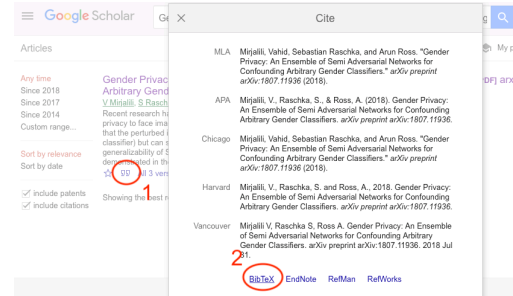 Google Scholar
Cite
Articles
My p
Any time
Since 2018
Since 2017
Since 2014
Custom range...
Sort by relevance
Sort by date
include patents
include citations
Gender Privac
Arbitrary Gend
V Mirjalili, S Rasch
Recent research ha
privacy to face ima
that the perturbed i
classifier) but can s
generalizability of S
demonstrated in the
All 3 vers
1
Showing the best r
MLA
Mirjalili, Vahid, Sebastian Raschka, and Arun Ross. "Gender
Privacy: An Ensemble of Semi Adversarial Networks for
Confounding Arbitrary Gender Classifiers." arXiv preprint
arXiv:1807.11936 (2018).
APA
Mirjalili, V., Raschka, S., & Ross, A. (2018). Gender Privacy:
An Ensemble of Semi Adversarial Networks for Confounding
Arbitrary Gender Classifiers. arXiv preprint arXiv:1807.11936.
Chicago
Mirjalili, Vahid, Sebastian Raschka, and Arun Ross. "Gender
Privacy: An Ensemble of Semi Adversarial Networks for
Confounding Arbitrary Gender Classifiers." arXiv preprint
arXiv:1807.11936 (2018).
Harvard
Mirjalili, V., Raschka, S. and Ross, A., 2018. Gender Privacy:
An Ensemble of Semi Adversarial Networks for Confounding
Arbitrary Gender Classifiers. arXiv preprint arXiv:1807.11936.
Vancouver
Mirjalili V, Raschka S, Ross A. Gender Privacy: An Ensemble
of Semi Adversarial Networks for Confounding Arbitrary
Gender Classifiers. arXiv preprint arXiv:1807.11936. 2018 Jul
31.
2
BibTeX EndNote RefMan RefWorks
PDF] arx